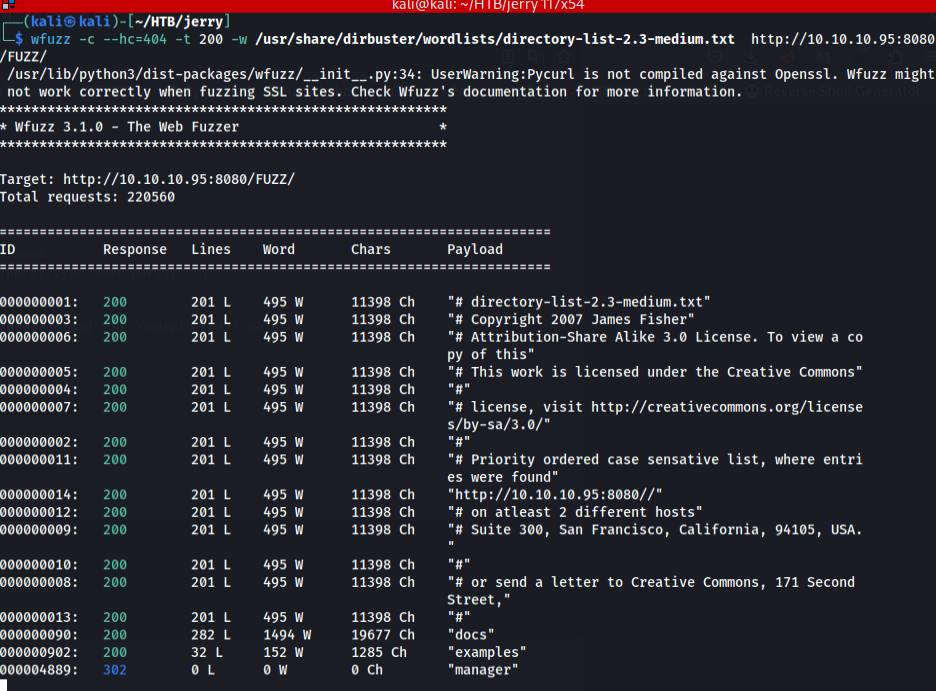 kali@kali: ~/HTB/jerry 117x54
┌──(kali㉿kali)-[~/HTB/jerry]
└─$ wfuzz -c --hc=404 -t 200 -w /usr/share/dirbuster/wordlists/directory-list-2.3-medium.txt  http://10.10.10.95:8080
/FUZZ/
 /usr/lib/python3/dist-packages/wfuzz/__init__.py:34: UserWarning:Pycurl is not compiled against Openssl. Wfuzz might
 not work correctly when fuzzing SSL sites. Check Wfuzz's documentation for more information.
Reverse Shell Generator
********************************************************
* Wfuzz 3.1.0 - The Web Fuzzer                         *
********************************************************

Target: http://10.10.10.95:8080/FUZZ/
Total requests: 220560

=====================================================================
ID           Response   Lines    Word       Chars       Payload
=====================================================================

000000001:   200        201 L    495 W      11398 Ch    "# directory-list-2.3-medium.txt"
000000003:   200        201 L    495 W      11398 Ch    "# Copyright 2007 James Fisher"
000000006:   200        201 L    495 W      11398 Ch    "# Attribution-Share Alike 3.0 License. To view a co
                                                        py of this"
000000005:   200        201 L    495 W      11398 Ch    "# This work is licensed under the Creative Commons"
000000004:   200        201 L    495 W      11398 Ch    "#"
000000007:   200        201 L    495 W      11398 Ch    "# license, visit http://creativecommons.org/license
                                                        s/by-sa/3.0/"
000000002:   200        201 L    495 W      11398 Ch    "#"
000000011:   200        201 L    495 W      11398 Ch    "# Priority ordered case sensative list, where entri
                                                        es were found"
000000014:   200        201 L    495 W      11398 Ch    "http://10.10.10.95:8080//"
000000012:   200        201 L    495 W      11398 Ch    "# on atleast 2 different hosts"
000000009:   200        201 L    495 W      11398 Ch    "# Suite 300, San Francisco, California, 94105, USA.
                                                        "
000000010:   200        201 L    495 W      11398 Ch    "#"
000000008:   200        201 L    495 W      11398 Ch    "# or send a letter to Creative Commons, 171 Second
                                                        Street,"
000000013:   200        201 L    495 W      11398 Ch    "#"
000000090:   200        282 L    1494 W     19677 Ch    "docs"
000000902:   200        32 L     152 W      1285 Ch     "examples"
000004889:   302        0 L      0 W        0 Ch        "manager"